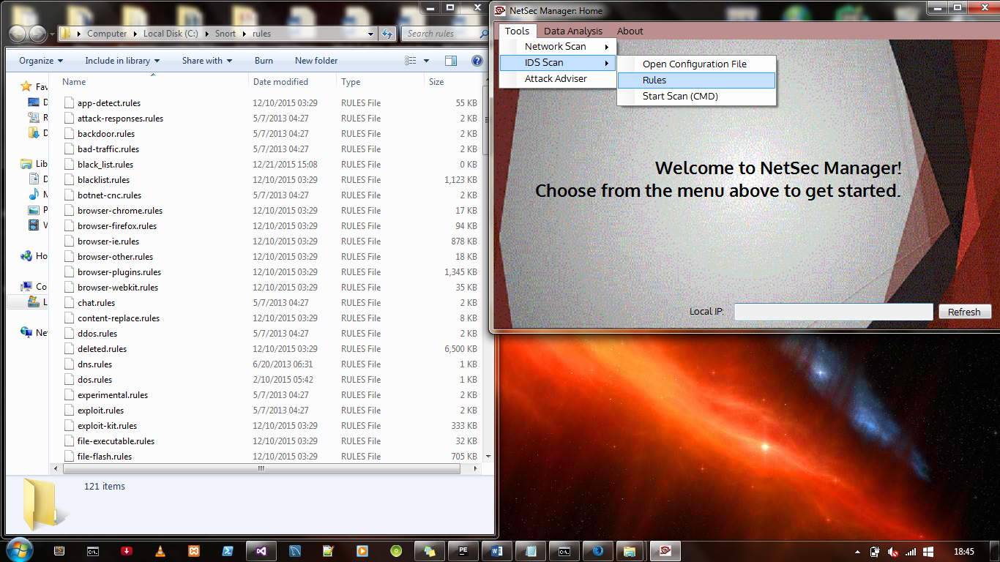 Computer ▸ Local Disk (C:) ▸ Snort ▸ rules
Search rules
Organize
Include in library
Share with
Burn
New folder
Name Date modified Type Size
app-detect.rules 12/10/2015 03:29 RULES File 55 KB
attack-responses.rules 5/7/2013 04:27 RULES File 2 KB
backdoor.rules 5/7/2013 04:27 RULES File 2 KB
bad-traffic.rules 5/7/2013 04:27 RULES File 2 KB
black_list.rules 12/21/2015 15:08 RULES File 0 KB
blacklist.rules 12/10/2015 03:29 RULES File 1,123 KB
botnet-cnc.rules 5/7/2013 04:27 RULES File 2 KB
browser-chrome.rules 12/10/2015 03:29 RULES File 17 KB
browser-firefox.rules 12/10/2015 03:29 RULES File 94 KB
browser-ie.rules 12/10/2015 03:29 RULES File 878 KB
browser-other.rules 12/10/2015 03:29 RULES File 18 KB
browser-plugins.rules 12/10/2015 03:29 RULES File 1,345 KB
browser-webkit.rules 12/10/2015 03:29 RULES File 35 KB
chat.rules 5/7/2013 04:27 RULES File 2 KB
content-replace.rules 12/10/2015 03:29 RULES File 8 KB
ddos.rules 5/7/2013 04:27 RULES File 2 KB
deleted.rules 12/10/2015 03:29 RULES File 6,500 KB
dns.rules 6/20/2013 06:31 RULES File 1 KB
dos.rules 2/10/2015 05:42 RULES File 1 KB
experimental.rules 5/7/2013 04:27 RULES File 2 KB
exploit.rules 5/7/2013 04:27 RULES File 2 KB
exploit-kit.rules 12/10/2015 03:29 RULES File 333 KB
file-executable.rules 12/10/2015 03:29 RULES File 32 KB
file-flash.rules 12/10/2015 03:29 RULES File 705 KB
Fav
D
R
D
Lib
D
M
P
V
Ho
Co
L
Net
121 items
NetSec Manager: Home
Tools Data Analysis About
Network Scan
IDS Scan
Attack Adviser
Open Configuration File
Rules
Start Scan (CMD)
Welcome to NetSec Manager!
Choose from the menu above to get started.
Local IP:
Refresh
PE
18:45